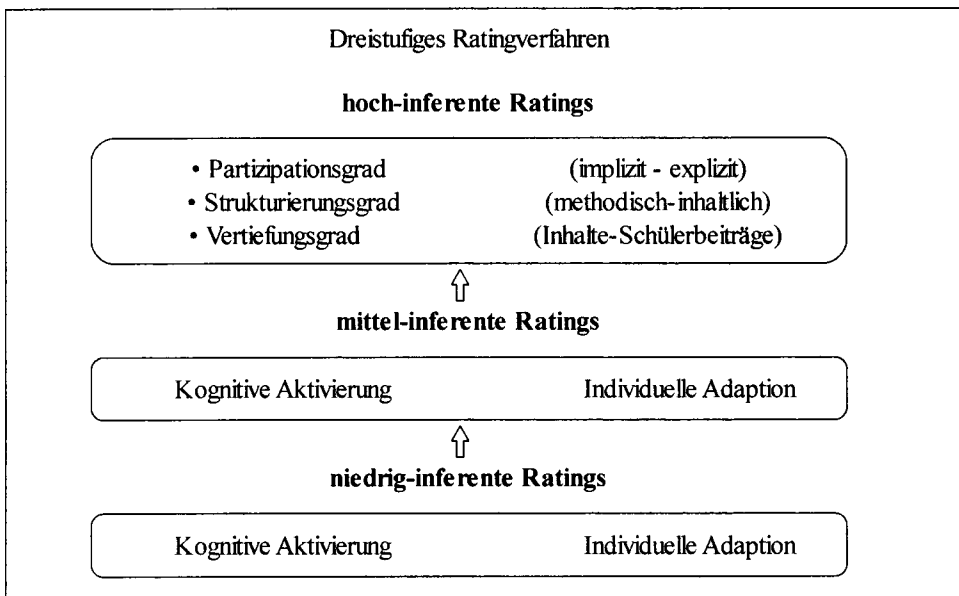 Dreistufiges Ratingverfahren
hoch-inferente Ratings
• Partizipationsgrad (implizit - explizit)
• Strukturierungsgrad (methodisch-inhaltlich)
• Vertiefungsgrad (Inhalte-Schülerbeiträge)
mittel-inferente Ratings
Kognitive Aktivierung Individuelle Adaption
niedrig-inferente Ratings
Kognitive Aktivierung Individuelle Adaption